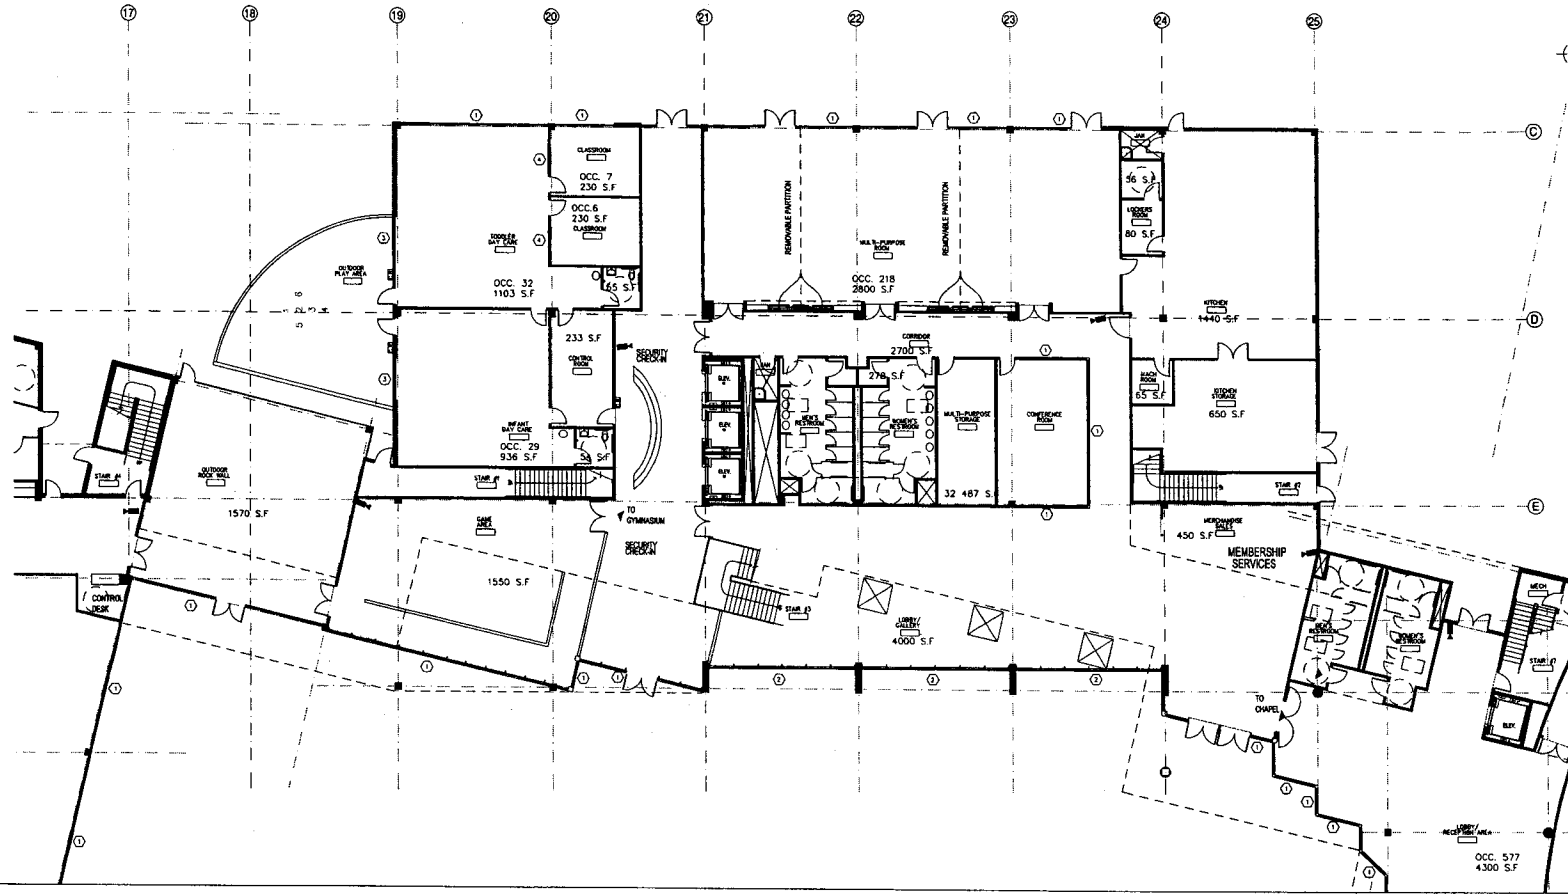 17
18
19
20
21
22
23
24
25
C
D
E
CLASSROOM
OCC. 7
230 S.F
OCC.6
230 S.F
CLASSROOM
TODDLER
DAY CARE
OCC. 32
1103 S.F
65 S.F
OUTDOOR
PLAY AREA
REMOVABLE PARTITION
REMOVABLE PARTITION
MULTI-PURPOSE
ROOM
OCC. 218
2800 S.F
JAN
56 S.F
LOCKERS
ROOM
80 S.F
KITCHEN
1440 S.F
233 S.F
CONTROL
ROOM
SECURITY
CHECK-IN
CORRIDOR
2700 S.F
278 S.F
JAN
ELEV.
ELEV.
ELEV.
MEN'S
RESTROOM
WOMEN'S
RESTROOM
MULTI-PURPOSE
STORAGE
32 487 S.F
CONFERENCE
ROOM
MACH
ROOM
65 S.F
KITCHEN
STORAGE
650 S.F
INFANT
DAY CARE
OCC. 29
936 S.F
STAIR #4
OUTDOOR
ROCK WALL
1570 S.F
GAME
AREA
1550 S.F
TO
GYMNASIUM
SECURITY
CHECK-IN
CONTROL
DESK
STAIR #3
LOBBY/
GALLERY
4000 S.F
MERCHANDISE
SALES
450 S.F
MEMBERSHIP
SERVICES
MEN'S
RESTROOM
WOMEN'S
RESTROOM
MECH
ELEV.
TO
CHAPEL
LOBBY/
RECEPTION AREA
OCC. 577
4300 S.F